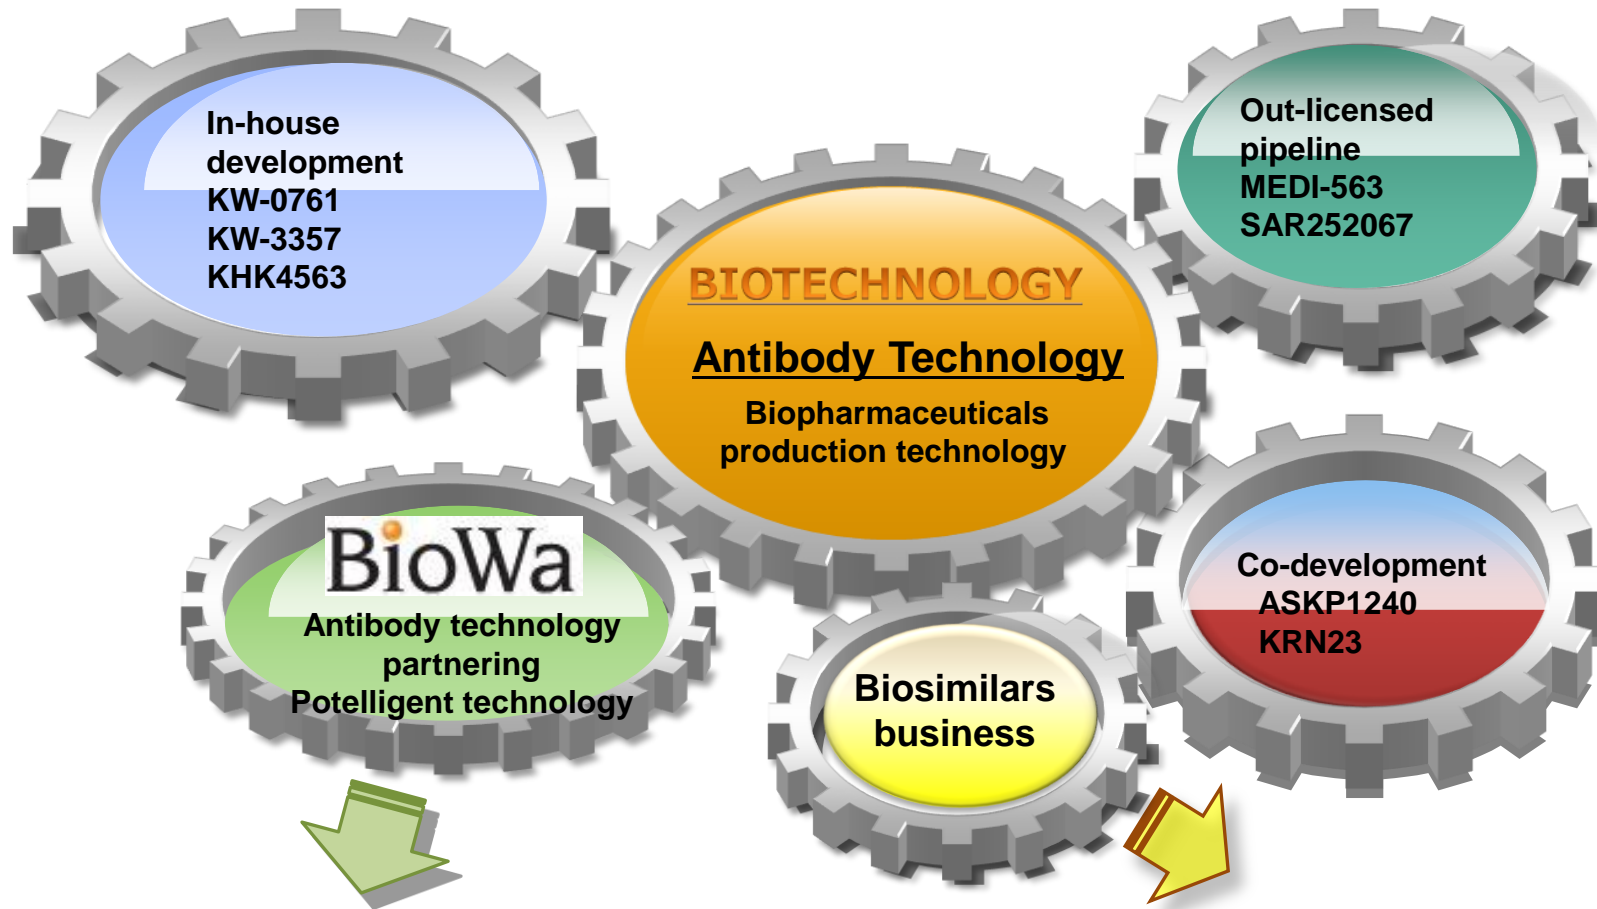 In-house
development
KW-0761
KW-3357
KHK4563
Out-licensed
pipeline
MEDI-563
SAR252067
BIOTECHNOLOGY
Antibody Technology
Biopharmaceuticals
production technology
BioWa
Antibody technology
partnering
Potelligent technology
Biosimilars
business
Co-development
ASKP1240
KRN23